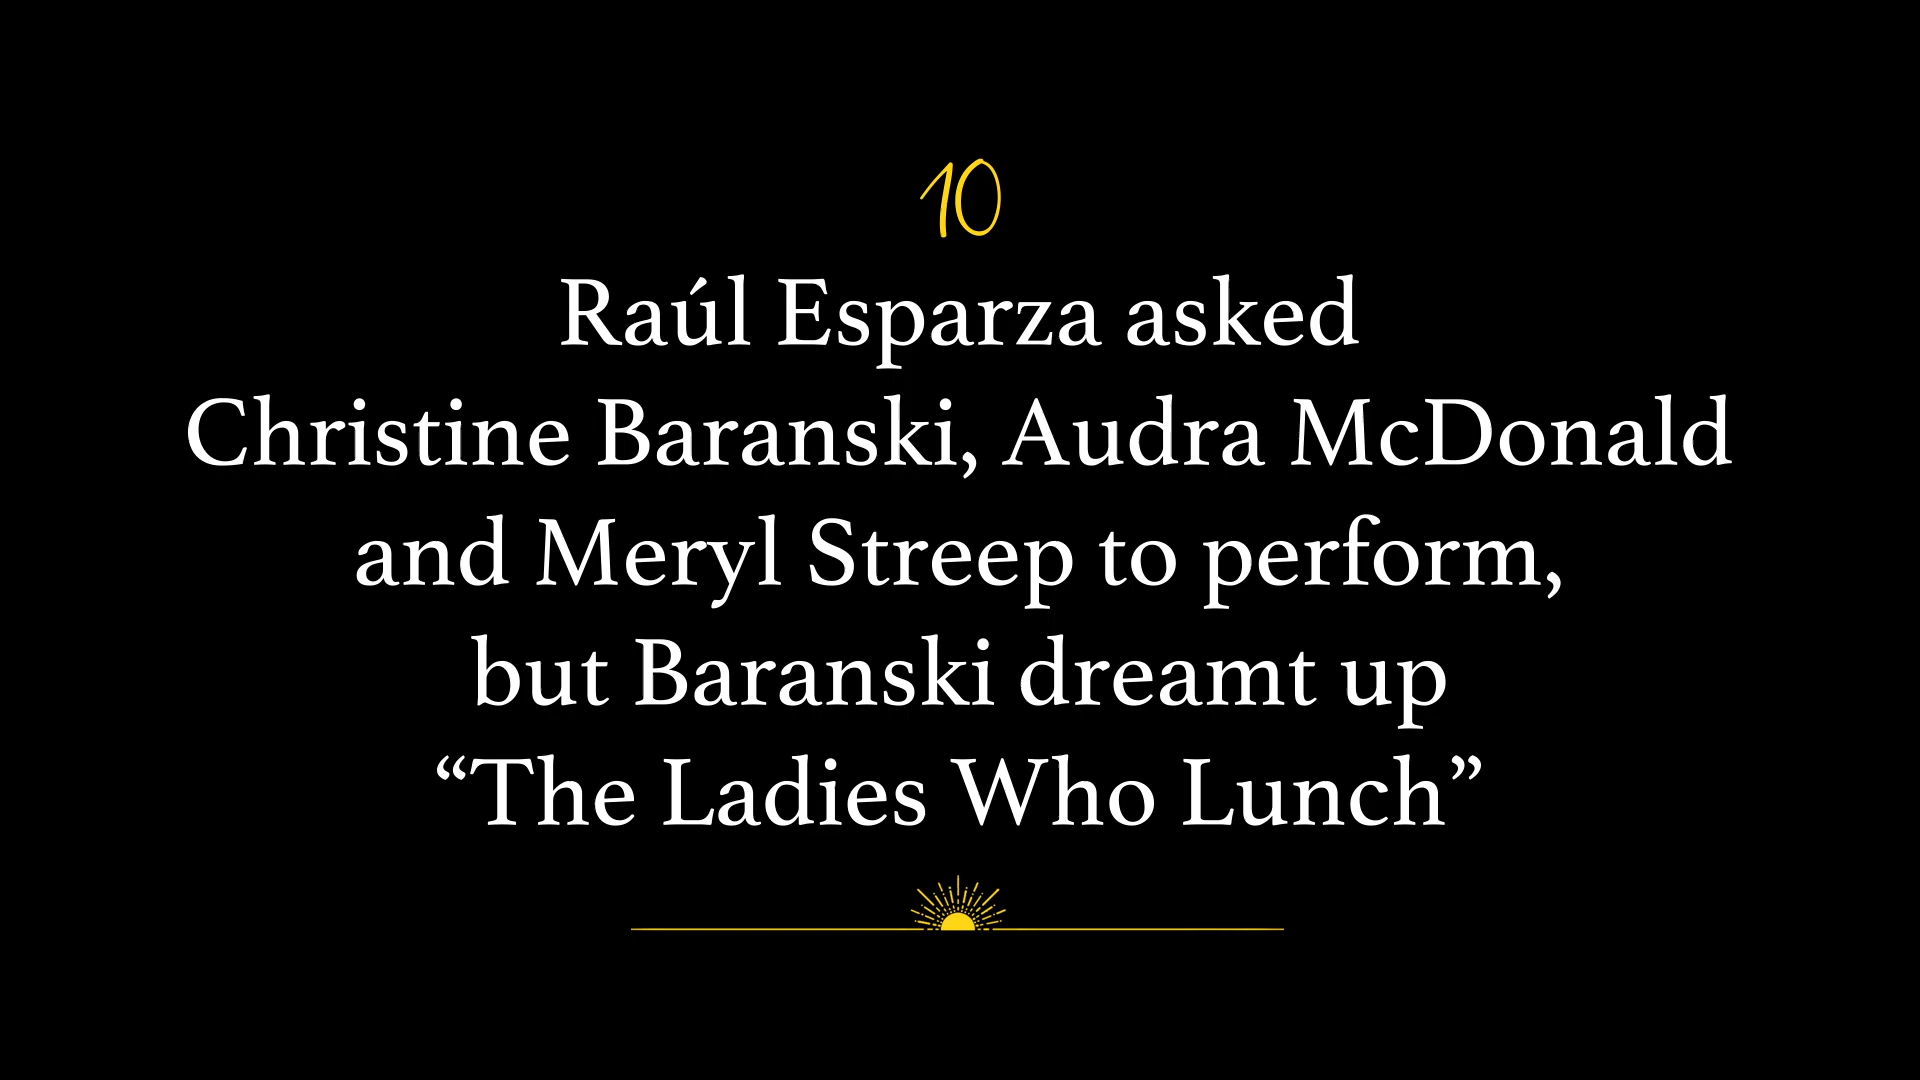 10
Raúl Esparza asked
Christine Baranski, Audra McDonald
and Meryl Streep to perform,
but Baranski dreamt up
“The Ladies Who Lunch”